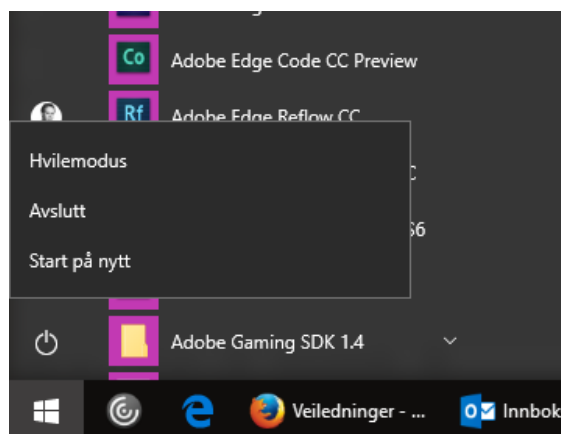 Co Adobe Edge Code CC Preview
Rf Adobe Edge Reflow CC
Hvilemodus
Avslutt
S6
Start på nytt
Adobe Gaming SDK 1.4
Veiledninger - ... Innbok